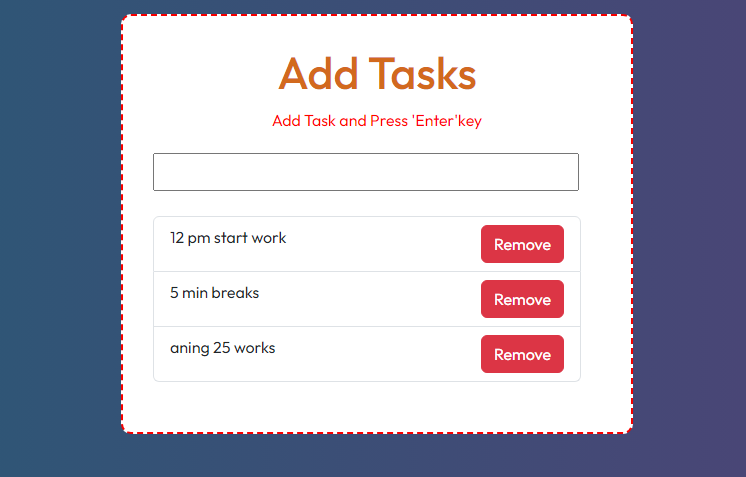 Add Tasks
Add Task and Press 'Enter'key
12 pm start work
Remove
5 min breaks
Remove
aning 25 works
Remove